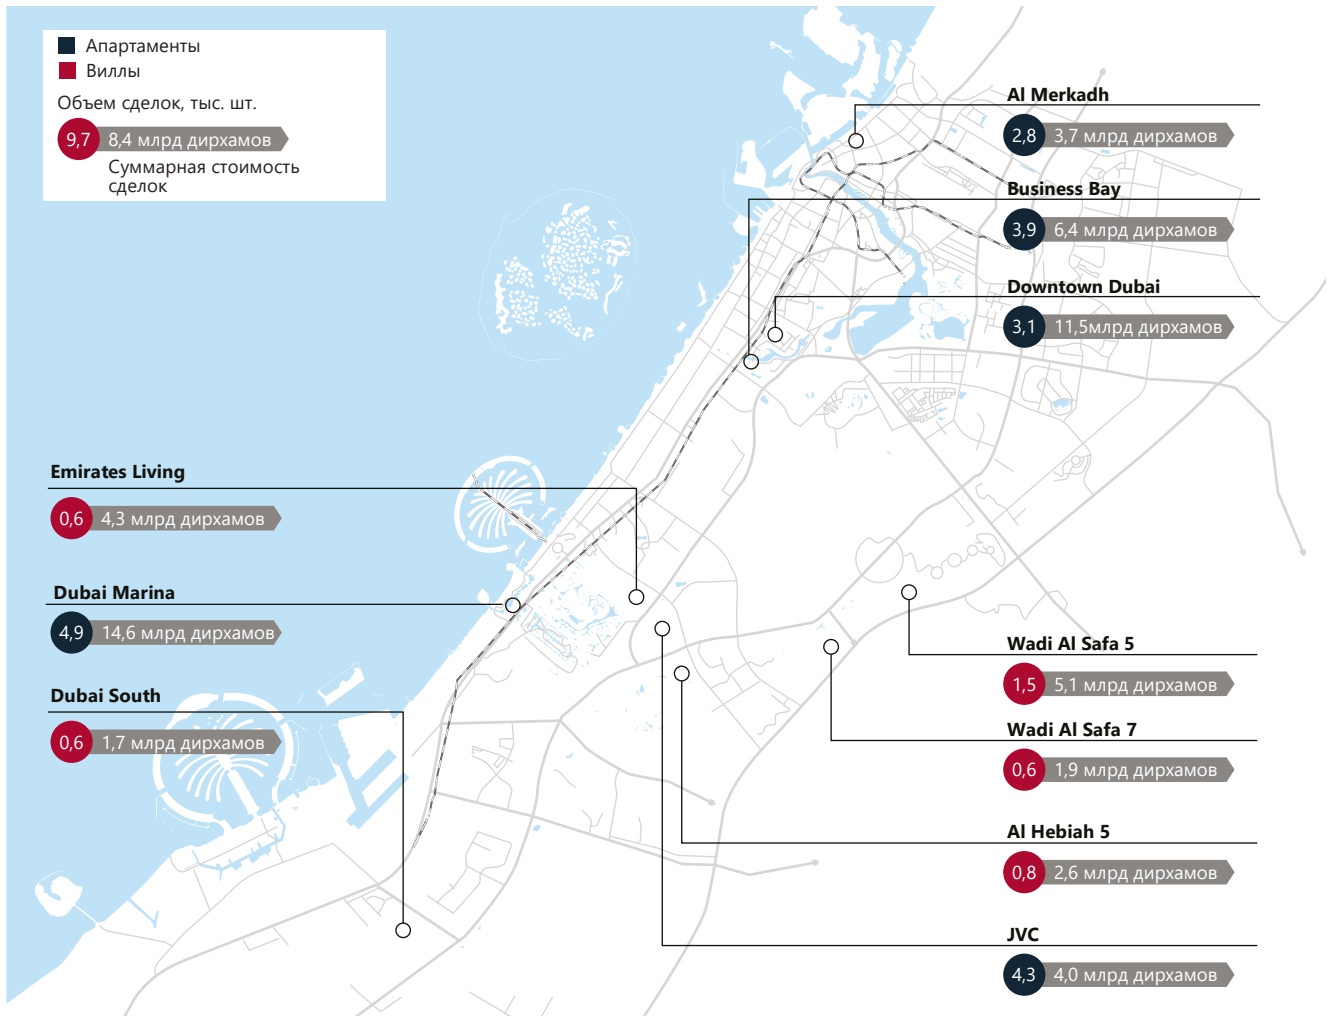 Апартаменты
Виллы
Объем сделок, тыс. шт.
9,7 8,4 млрд дирхамов
Суммарная стоимость
сделок
Al Merkadh
2,8 3,7 млрд дирхамов
Business Bay
3,9 6,4 млрд дирхамов
Downtown Dubai
3,1 11,5млрд дирхамов
Emirates Living
0,6 4,3 млрд дирхамов
Dubai Marina
4,9 14,6 млрд дирхамов
Dubai South
0,6 1,7 млрд дирхамов
Wadi Al Safa 5
1,5 5,1 млрд дирхамов
Wadi Al Safa 7
0,6 1,9 млрд дирхамов
Al Hebiah 5
0,8 2,6 млрд дирхамов
JVC
4,3 4,0 млрд дирхамов